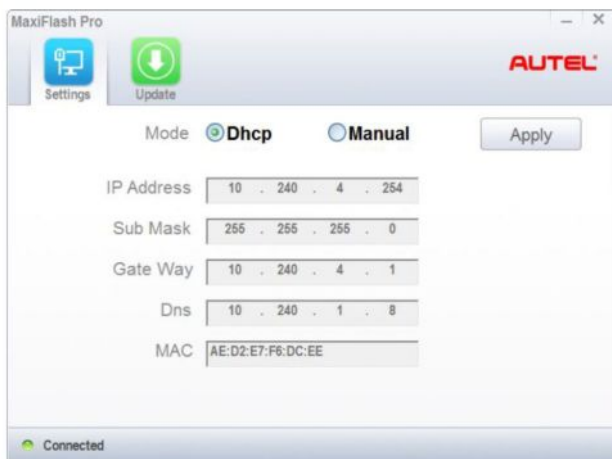 MaxiFlash Pro
AUTEL
Settings
Update
Mode Dhcp Manual Apply
IP Address 10 . 240 . 4 . 254
Sub Mask 255 . 255 . 255 . 0
Gate Way 10 . 240 . 4 . 1
Dns 10 . 240 . 1 . 8
MAC AE:D2:E7:F6:DC:EE
Connected